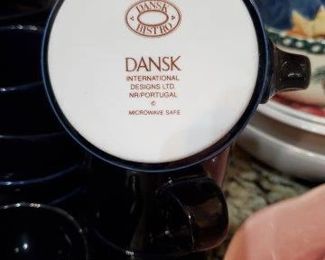 DANSK
BISTRO
DANSK
INTERNATIONAL
DESIGNS LTD.
NR/PORTUGAL
©
MICROWAVE SAFE